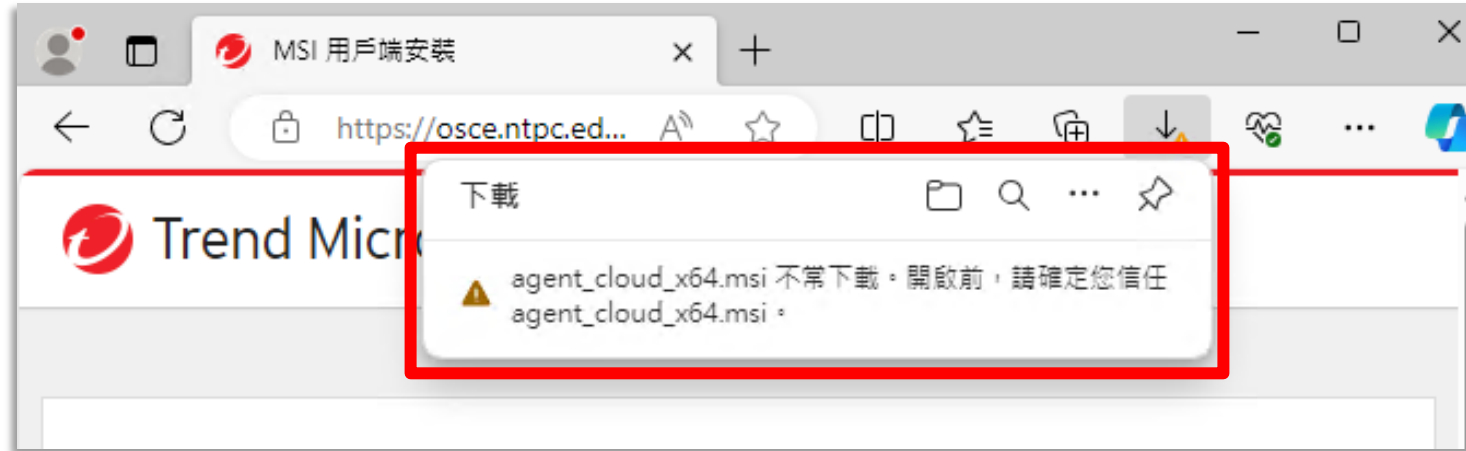 MSI 用戶端安裝
https://osce.ntpc.ed...
下載
Trend Micr
agent_cloud_x64.msi 不常下載。開啟前,請確定您信任
agent_cloud_x64.msi。